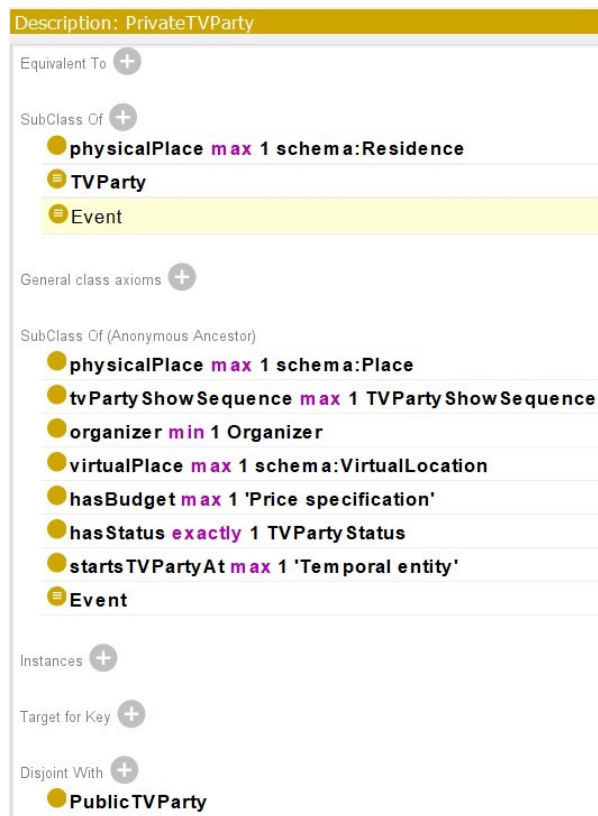 Description: PrivateTVParty
Equivalent To
SubClass Of
physicalPlace max 1 schema:Residence
TVParty
Event
General class axioms
SubClass Of (Anonymous Ancestor)
physicalPlace max 1 schema:Place
tvPartyShowSequence max 1 TVPartyShowSequence
organizer min 1 Organizer
virtualPlace max 1 schema:VirtualLocation
hasBudget max 1 'Price specification'
hasStatus exactly 1 TVPartyStatus
startsTVPartyAt max 1 'Temporal entity'
Event
Instances
Target for Key
Disjoint With
PublicTVParty